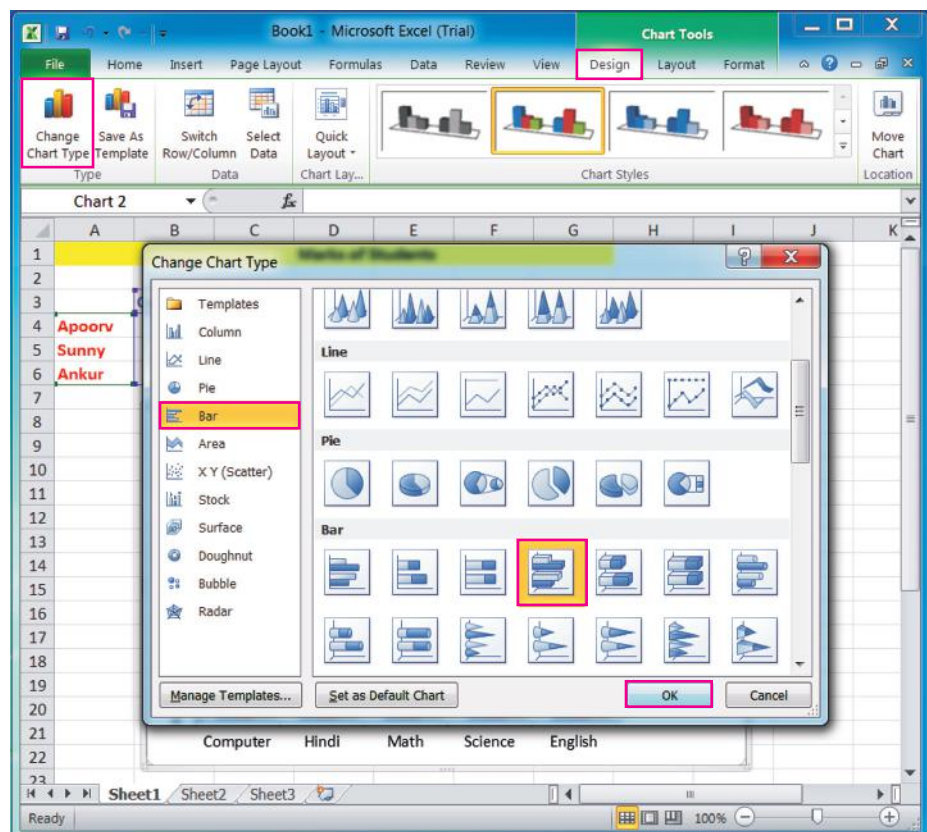 Book1 - Microsoft Excel (Trial)
Chart Tools
File Home Insert Page Layout Formulas Data Review View Design Layout Format
Change Chart Type
Save As Template
Switch Row/Column
Select Data
Quick Layout
Move Chart
Type Data Chart Lay... Chart Styles Location
Chart 2 fx
A B C D E F G H I J K
1 Marks of Students
2
3
4 Apoorv
5 Sunny
6 Ankur
7
8
9
10
11
12
13
14
15
16
17
18
19
20
21
22
23
Change Chart Type
Templates
Column
Line
Pie
Bar
Area
X Y (Scatter)
Stock
Surface
Doughnut
Bubble
Radar
Line
Pie
Bar
Manage Templates...
Set as Default Chart
OK
Cancel
Computer Hindi Math Science English
Sheet1 Sheet2 Sheet3
Ready
100%